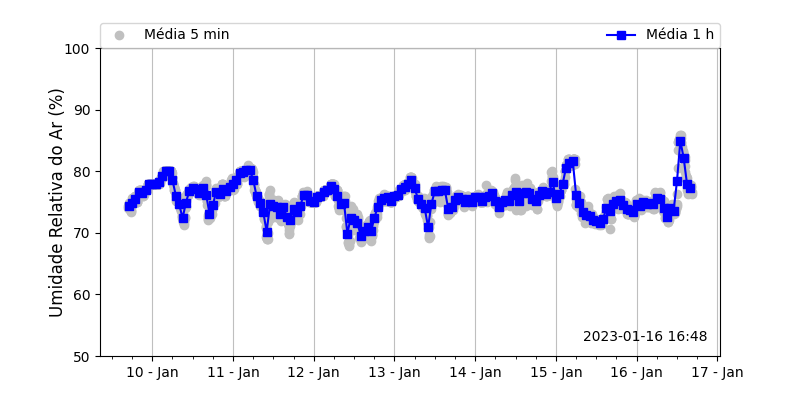 Média 5 min Média 1 h
Umidade Relativa do Ar (%)
100
90
80
70
60
50
2023-01-16 16:48
10 - Jan 11 - Jan 12 - Jan 13 - Jan 14 - Jan 15 - Jan 16 - Jan 17 - Jan